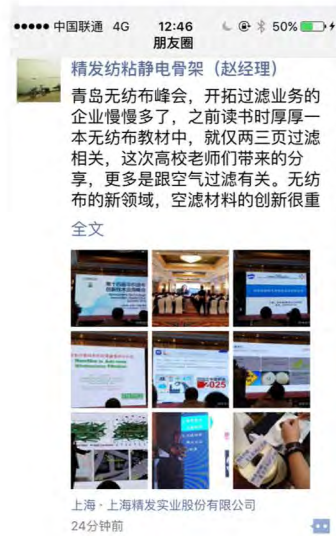 中国联通 4G 12:46 50%
朋友圈
精发纺粘静电骨架（赵经理）
青岛无纺布峰会，开拓过滤业务的
企业慢慢多了，之前读书时厚厚一
本无纺布教材中，就仅两三页过滤
相关，这次高校老师们带来的分
享，更多是跟空气过滤有关。无纺
布的新领域，空滤材料的创新很重
全文
2025
上海·上海精发实业股份有限公司
24分钟前